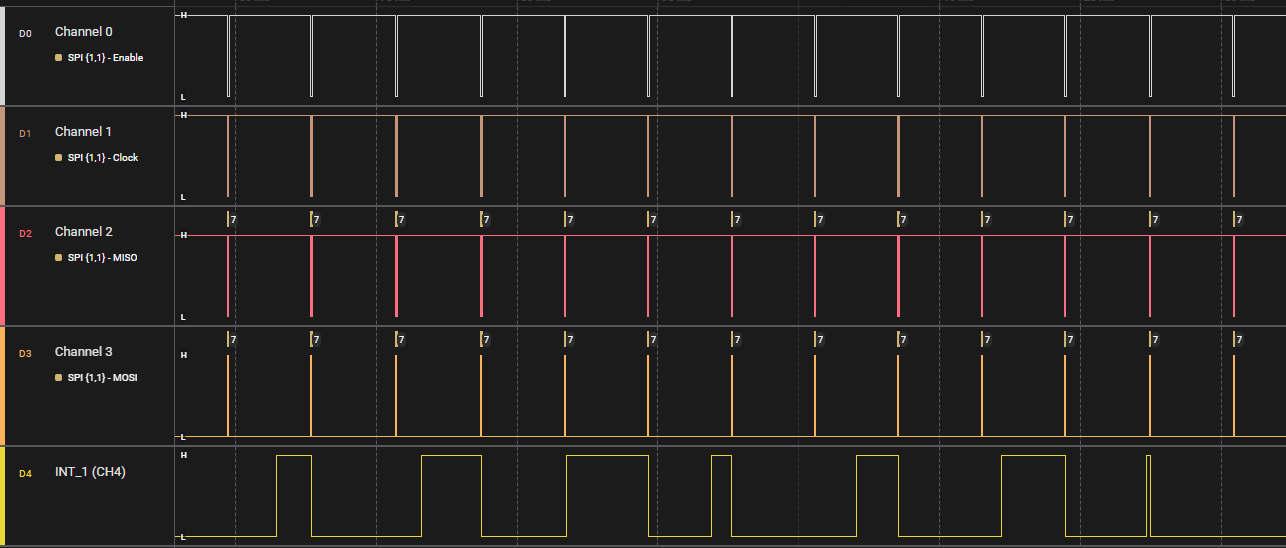 D0 Channel 0 H
SPI {1,1} - Enable
L
D1 Channel 1 H
SPI {1,1} - Clock
L
7 7 7 7 7 7 7 7 7 7 7 7 7
D2 Channel 2 H
SPI {1,1} - MISO
L
7 7 7 7 7 7 7 7 7 7 7 7 7
D3 Channel 3 H
SPI {1,1} - MOSI
L
H
D4 INT_1 (CH4)
L